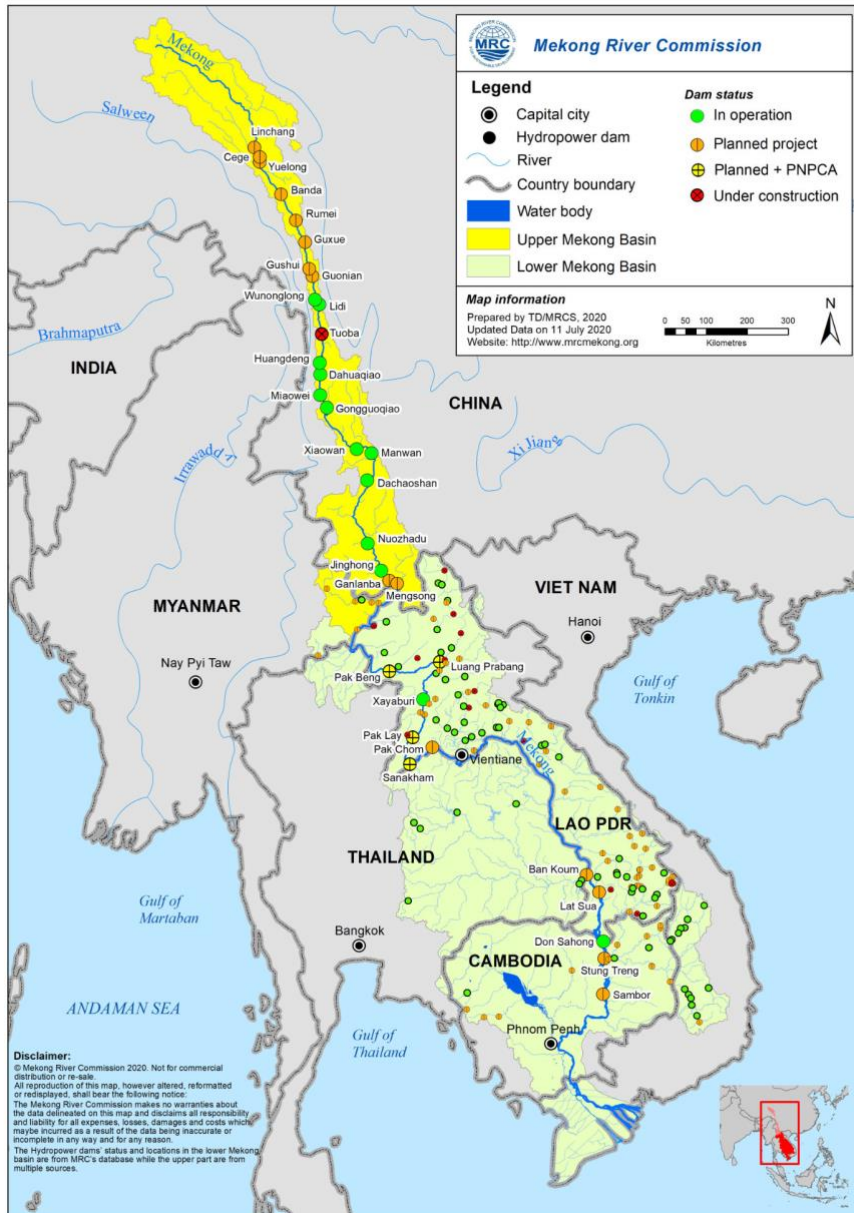 MRC
Mekong River Commission
Legend
Capital city
Hydropower dam
River
Country boundary
Water body
Upper Mekong Basin
Lower Mekong Basin
Dam status
In operation
Planned project
Planned + PNPCA
Under construction
Map information
Prepared by TD/MRCS, 2020
Updated Data on 11 July 2020
Website: http://www.mrcmekong.org
0 50 100 200 300
Kilometres
N
Mekong
Salween
Linchang
Cege
Yuelong
Banda
Rumei
Guxue
Gushui
Guonian
Wunonglong
Lidi
Brahmaputra
Tuoba
INDIA
Huangdeng
Dahuaqiao
Miaowei
Gongguoqiao
CHINA
Xiaowan
Manwan
Irrawaddy
Xi Jiang
Dachaoshan
Nuozhadu
Jinghong
Ganlanba
Mengsong
MYANMAR
VIET NAM
Hanoi
Nay Pyi Taw
Luang Prabang
Pak Beng
Gulf of
Tonkin
Xayaburi
Pak Lay
Pak Chom
Mekong
Vientiane
Sanakham
LAO PDR
THAILAND
Ban Koum
Gulf of
Martaban
Lat Sua
Bangkok
Don Sahong
CAMBODIA
Stung Treng
Sambor
ANDAMAN SEA
Gulf of
Thailand
Phnom Penh
Disclaimer:
© Mekong River Commission 2020. Not for commercial
distribution or re-sale.
All reproduction of this map, however altered, reformatted
or redisplayed, shall bear the following notice:
The Mekong River Commission makes no warranties about
the data delineated on this map and disclaims all responsibility
and liability for all expenses, losses, damages and costs which
maybe incurred as a result of the data being inaccurate or
incomplete in any way and for any reason.
The Hydropower dams' status and locations in the lower Mekong
basin are from MRC's database while the upper part are from
multiple sources.